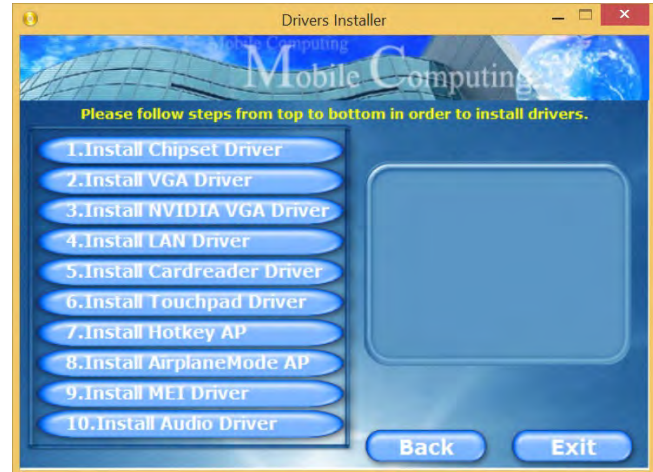 Drivers Installer
Mobile Computing
Mobile Computing
Please follow steps from top to bottom in order to install drivers.
1.Install Chipset Driver
2.Install VGA Driver
3.Install NVIDIA VGA Driver
4.Install LAN Driver
5.Install Cardreader Driver
6.Install Touchpad Driver
7.Install Hotkey AP
8.Install AirplaneMode AP
9.Install MEI Driver
10.Install Audio Driver
Back
Exit